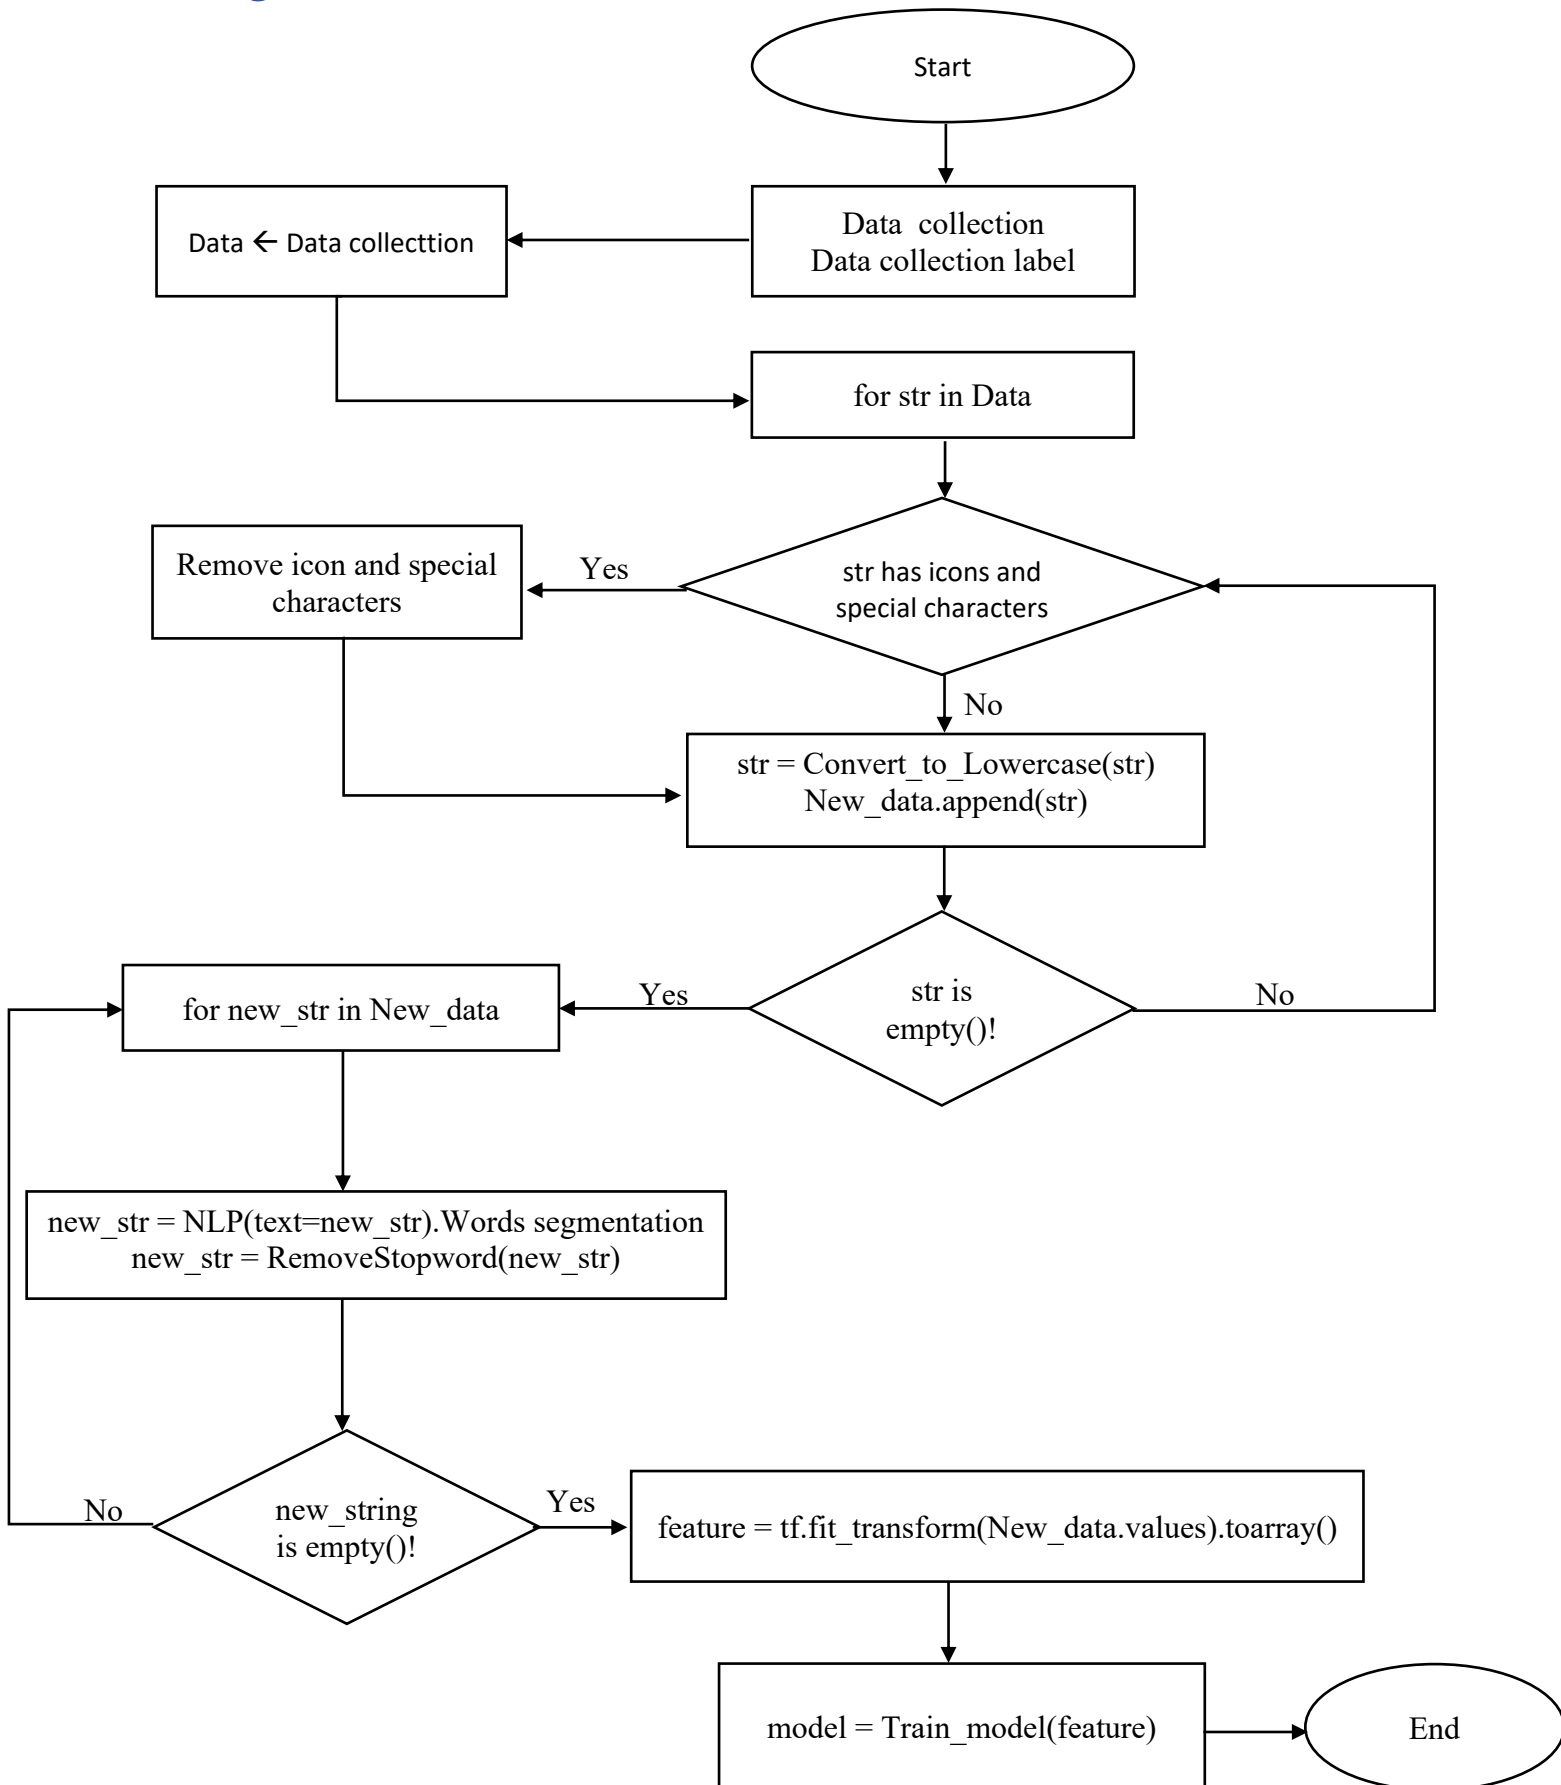 Start
Data collection
Data collection label
Data ← Data collecttion
for str in Data
str has icons and
special characters
Yes
Remove icon and special
characters
No
str = Convert_to_Lowercase(str)
New_data.append(str)
str is
empty()!
Yes
No
for new_str in New_data
new_str = NLP(text=new_str).Words segmentation
new_str = RemoveStopword(new_str)
new_string
is empty()!
No
Yes
feature = tf.fit_transform(New_data.values).toarray()
model = Train_model(feature)
End